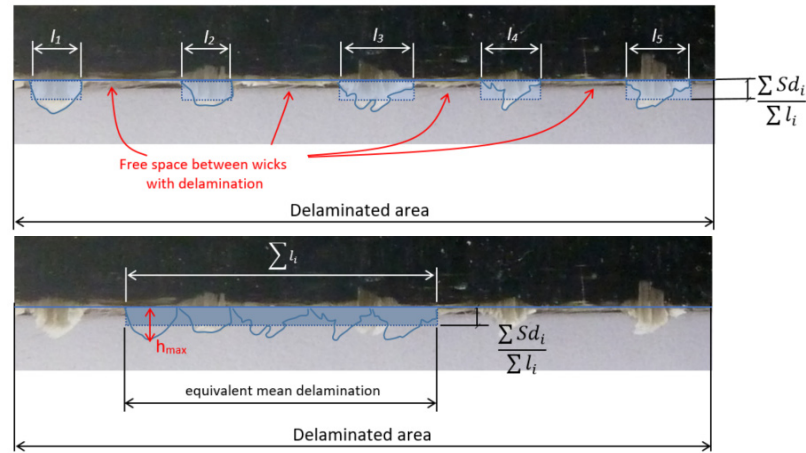 l1 l2 l3 l4 l5
∑ Sdi
∑ li
Free space between wicks
with delamination
Delaminated area
∑ li
hmax
∑ Sdi
∑ li
equivalent mean delamination
Delaminated area